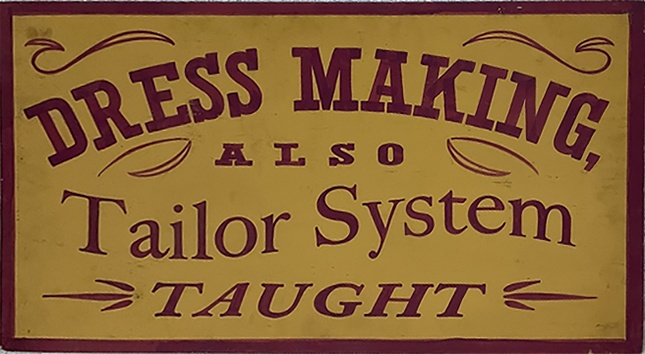 DRESS MAKING,
ALSO
Tailor System
TAUGHT